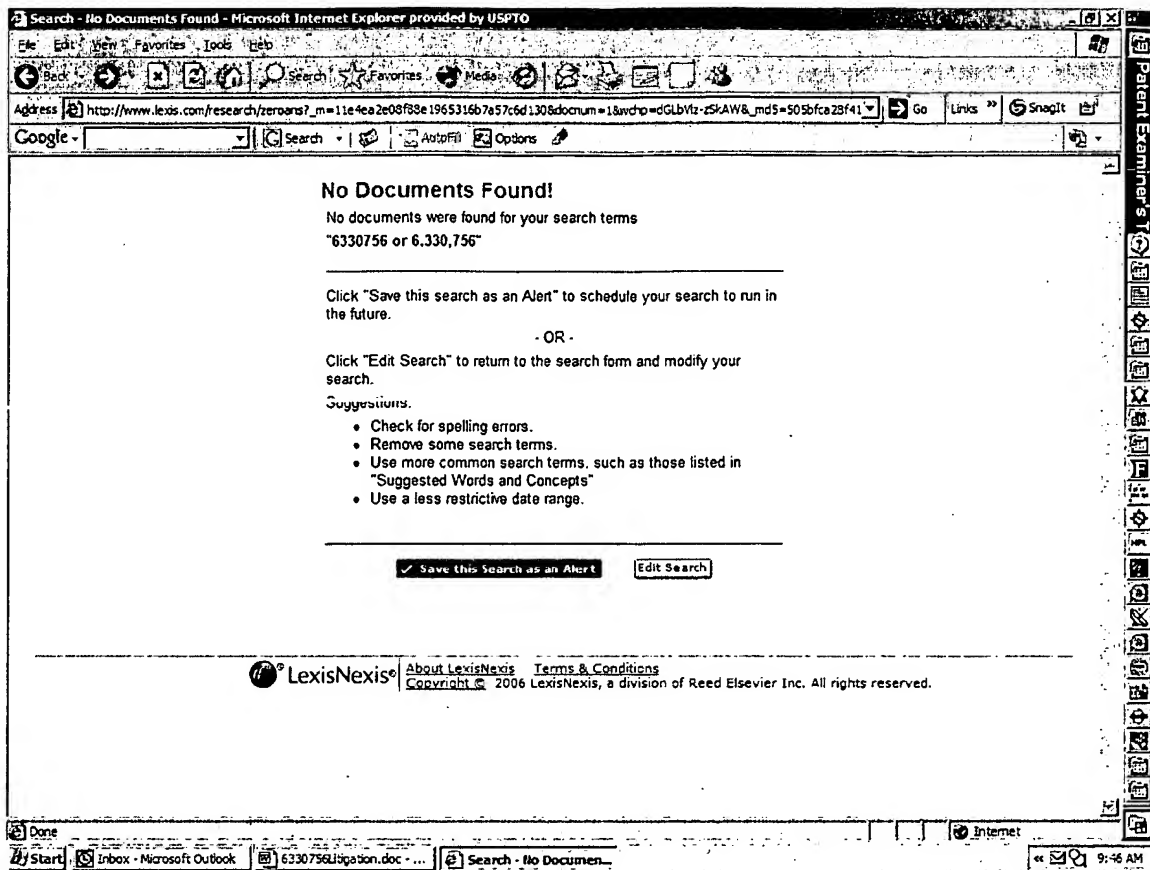 Search - No Documents Found - Microsoft Internet Explorer provided by USPTO
File Edit View Favorites Tools Help
Back Search Favorites Media
Address http://www.lexis.com/research/zeroans?_m=11e4ea2e08f88e1965316b7a57c6d130&docnum=1&wchp=dGLbVlz-zSkAW&_md5=505bfca28f41 Go Links » SnagIt
Google - Search AutoFill Options
Patent Examiner's T
No Documents Found!
No documents were found for your search terms
"6330756 or 6,330,756"
Click "Save this search as an Alert" to schedule your search to run in
the future.
- OR -
Click "Edit Search" to return to the search form and modify your
search.
Suggestions:
• Check for spelling errors.
• Remove some search terms.
• Use more common search terms, such as those listed in
"Suggested Words and Concepts"
• Use a less restrictive date range.
✓ Save this Search as an Alert Edit Search
LexisNexis® About LexisNexis Terms & Conditions
Copyright © 2006 LexisNexis, a division of Reed Elsevier Inc. All rights reserved.
Done Internet
Start Inbox - Microsoft Outlook 6330756Litigation.doc - ... Search - No Documen... « 9:46 AM